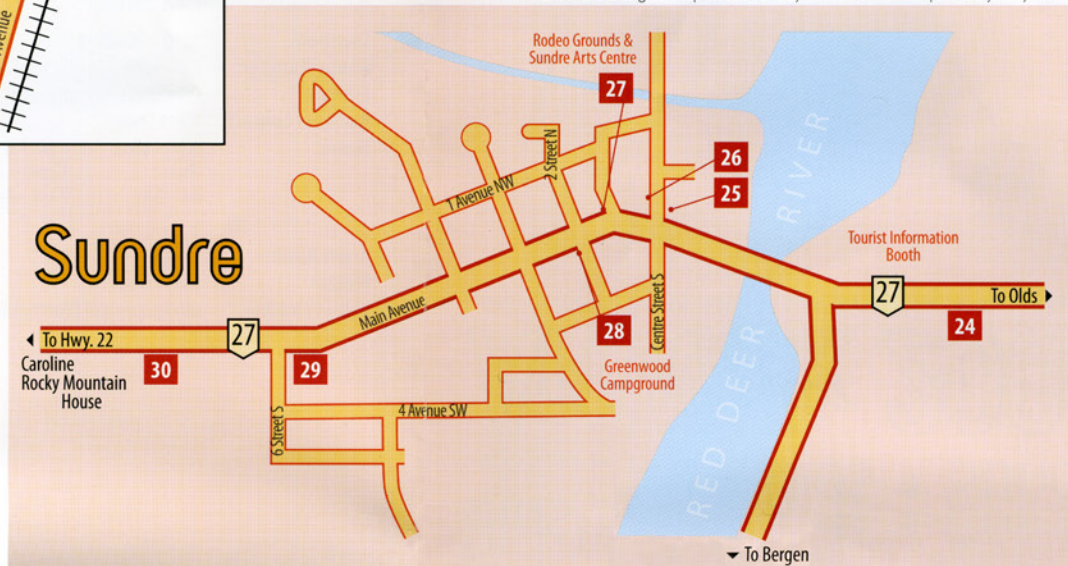 Rodeo Grounds &
Sundre Arts Centre
27
26
25
2 Street N
1 Avenue NW
RIVER
Sundre
Tourist Information
Booth
27
To Olds
24
Main Avenue
Centre Street S
28
Greenwood
Campground
To Hwy. 22
27
Caroline
Rocky Mountain
House
30
29
4 Avenue SW
6 Street S
RED DEER
To Bergen